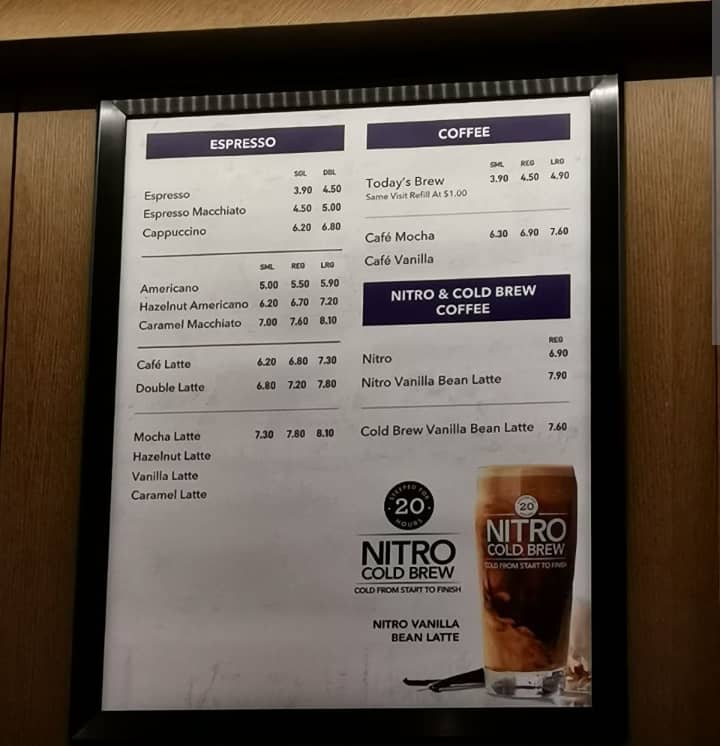 ESPRESSO
SGL DBL
Espresso 3.90 4.50
Espresso Macchiato 4.50 5.00
Cappuccino 6.20 6.80
SML REG LRG
Americano 5.00 5.50 5.90
Hazelnut Americano 6.20 6.70 7.20
Caramel Macchiato 7.00 7.60 8.10
Café Latte 6.20 6.80 7.30
Double Latte 6.80 7.20 7.80
Mocha Latte 7.30 7.80 8.10
Hazelnut Latte
Vanilla Latte
Caramel Latte
COFFEE
SML REG LRG
Today's Brew 3.90 4.50 4.90
Same Visit Refill At $1.00
Café Mocha 6.30 6.90 7.60
Café Vanilla
NITRO & COLD BREW
COFFEE
REG
Nitro 6.90
Nitro Vanilla Bean Latte 7.90
Cold Brew Vanilla Bean Latte 7.60
STEEPED FOR
20
HOURS
NITRO
COLD BREW
COLD FROM START TO FINISH
NITRO VANILLA
BEAN LATTE
20
NITRO
COLD BREW
COLD FROM START TO FINISH